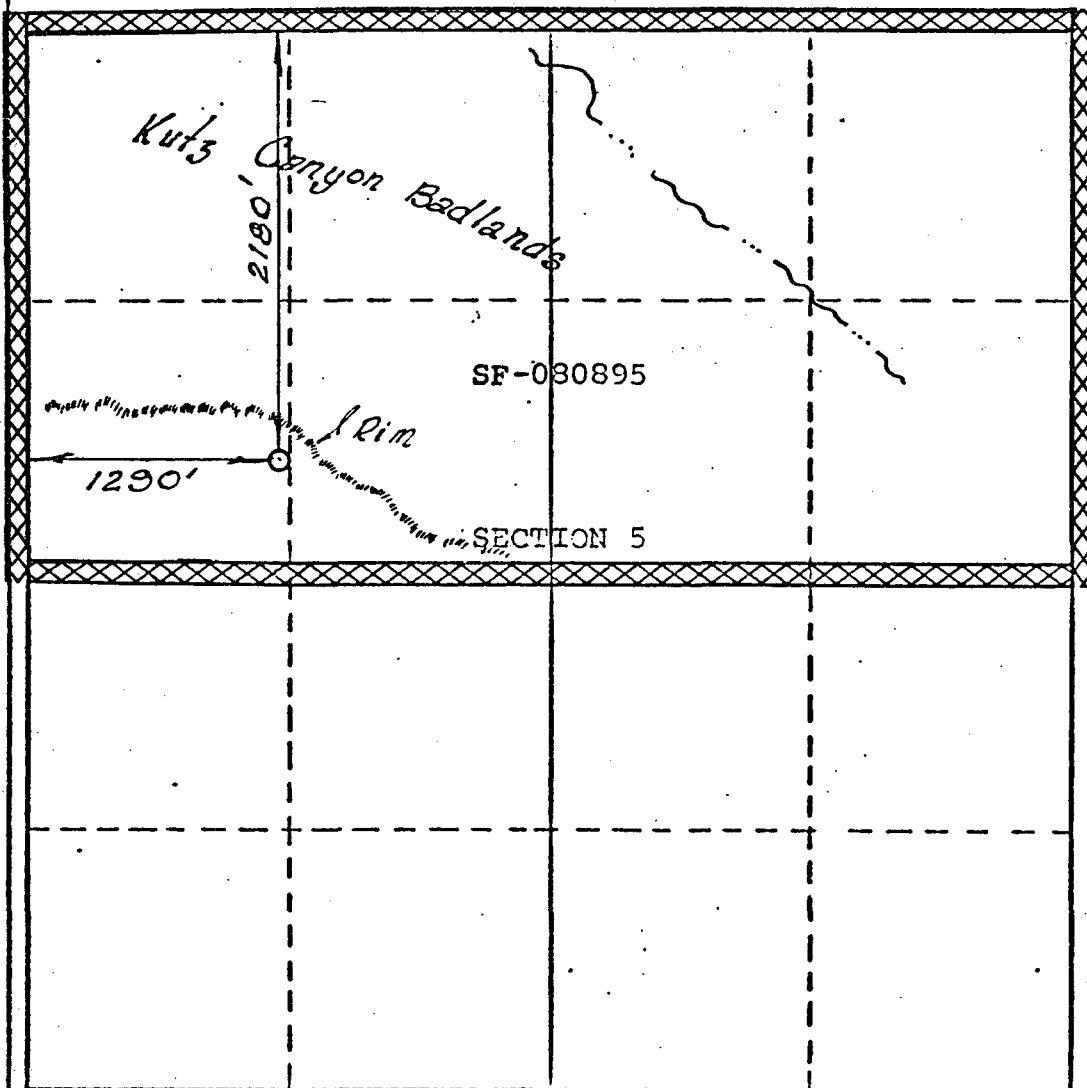 Kutz Canyon Badlands
2180'
SF-080895
Rim
1290'
SECTION 5